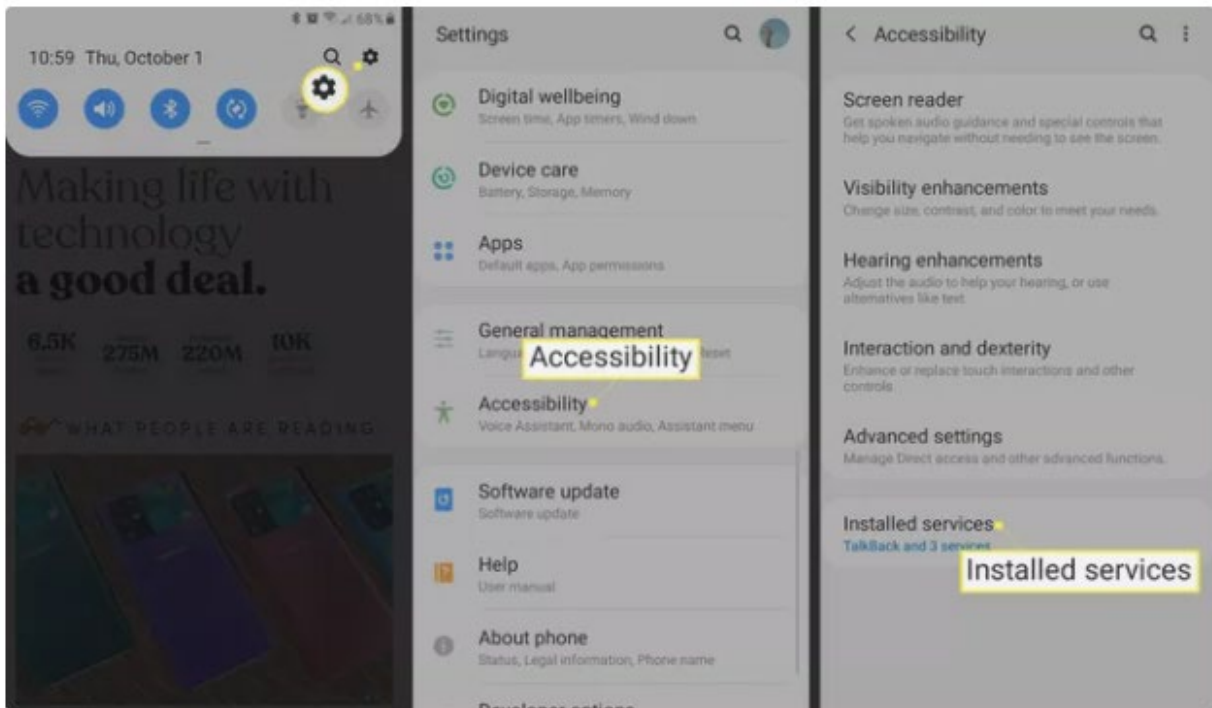 68%
10:59 Thu, October 1
Making life with
technology
a good deal.
6.5K
275M
220M
10K
WHAT PEOPLE ARE READING
Settings
Digital wellbeing
Screen time, App timers, Wind down
Device care
Battery, Storage, Memory
Apps
Default apps, App permissions
General management
Accessibility
Accessibility
Voice Assistant, Mono audio, Assistant menu
Software update
Software update
Help
User manual
About phone
Status, Legal information, Phone name
Developer options
Accessibility
Screen reader
Get spoken audio guidance and special controls that
help you navigate without needing to see the screen.
Visibility enhancements
Change size, contrast, and color to meet your needs.
Hearing enhancements
Adjust the audio to help your hearing, or use
alternatives like text.
Interaction and dexterity
Enhance or replace touch interactions and other
controls.
Advanced settings
Manage Direct access and other advanced functions.
Installed services
TalkBack and 3 services
Installed services